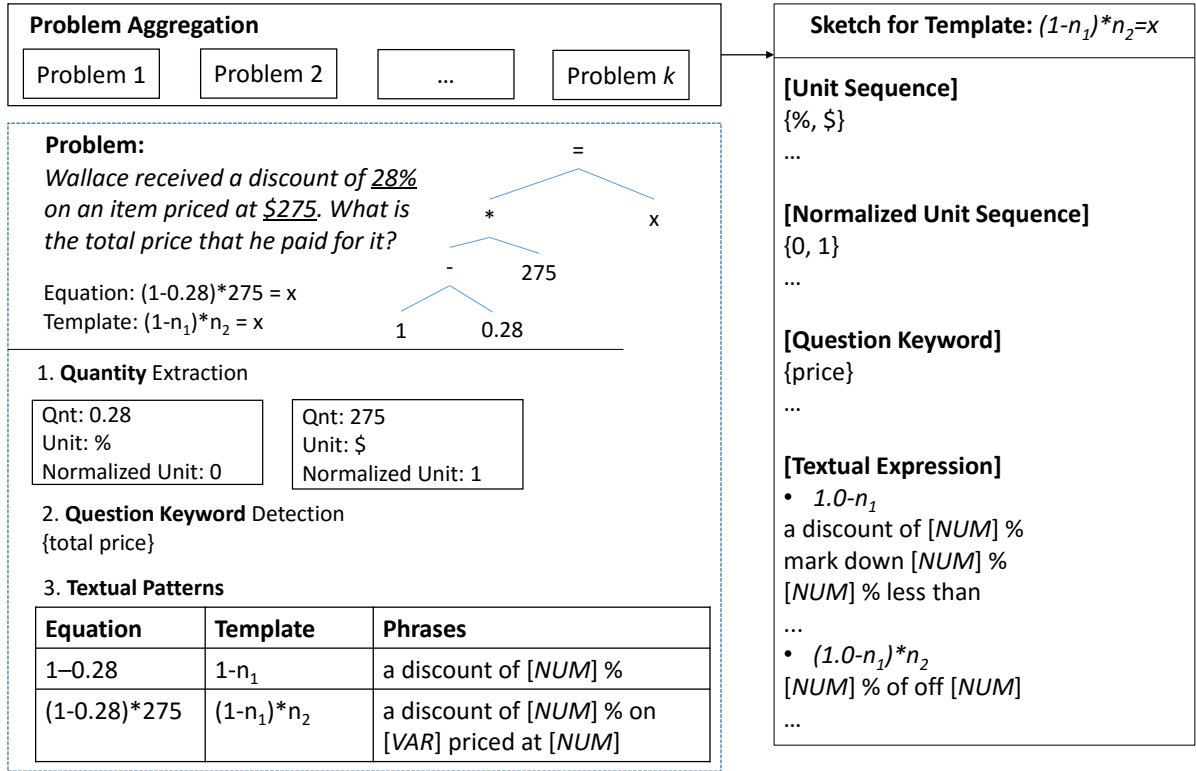 Problem Aggregation
Problem 1
Problem 2
...
Problem k
Problem:
Wallace received a discount of 28%
on an item priced at $275. What is
the total price that he paid for it?
Equation: (1-0.28)*275 = x
Template: (1-n1)*n2 = x
=
*
x
-
275
1
0.28
1. Quantity Extraction
Qnt: 0.28
Unit: %
Normalized Unit: 0
Qnt: 275
Unit: $
Normalized Unit: 1
2. Question Keyword Detection
{total price}
3. Textual Patterns
Equation Template Phrases
1–0.28 1-n1 a discount of [NUM] %
(1-0.28)*275 (1-n1)*n2 a discount of [NUM] % on
[VAR] priced at [NUM]
Sketch for Template: (1-n1)*n2=x
[Unit Sequence]
{%, $}
...
[Normalized Unit Sequence]
{0, 1}
...
[Question Keyword]
{price}
...
[Textual Expression]
• 1.0-n1
a discount of [NUM] %
mark down [NUM] %
[NUM] % less than
...
• (1.0-n1)*n2
[NUM] % of off [NUM]
...